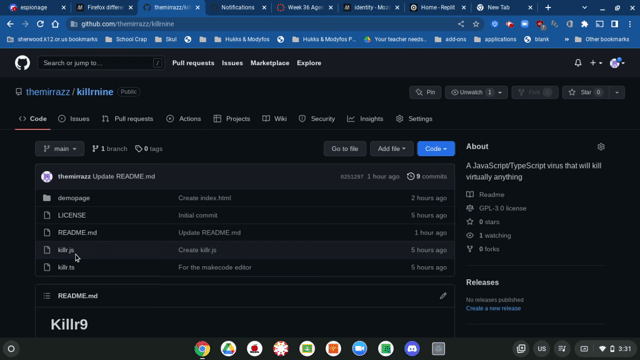 espionage
Firefox differe
themirrazz/killr
Notifications
Week 36 Agen
identity - Moz
Home - Replit
New Tab
github.com/themirrazz/killrnine
sherwood.k12.or.us bookmarks
School Crap
Skul
Hukks & Modyfos
Hukks & Modyfos P...
Your teacher needs...
add-ons
applications
blank
Other bookmarks
Search or jump to...
/
Pull requests
Issues
Marketplace
Explore
themirrazz / killrnine
Public
Pin
Unwatch 1
Fork 0
Star 0
Code
Issues
Pull requests
Actions
Projects
Wiki
Security
Insights
Settings
main
1 branch
0 tags
Go to file
Add file
Code
themirrazz Update README.md
8251297 1 hour ago
9 commits
demopage
Create index.html
2 hours ago
LICENSE
Initial commit
5 hours ago
README.md
Update README.md
1 hour ago
killr.js
Create killr.js
5 hours ago
killr.ts
For the makecode editor
5 hours ago
README.md
Killr9
About
A JavaScript/TypeScript virus that will kill
virtually anything
Readme
GPL-3.0 license
0 stars
1 watching
0 forks
Releases
No releases published
Create a new release
US
3:31